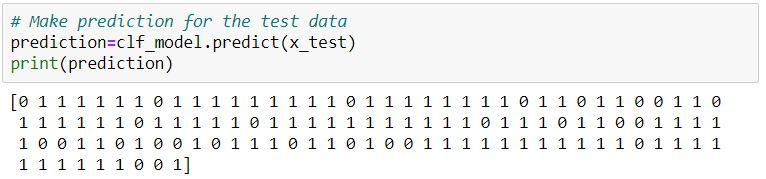 # Make prediction for the test data
prediction=clf_model.predict(x_test)
print(prediction)
[0 1 1 1 1 1 1 0 1 1 1 1 1 1 1 1 1 0 1 1 1 1 1 1 1 1 0 1 1 0 1 1 0 0 1 1 0
1 1 1 1 1 1 0 1 1 1 1 1 0 1 1 1 1 1 1 1 1 1 1 1 0 1 1 1 0 1 1 0 0 1 1 1 1
1 0 0 1 1 0 1 0 0 1 0 1 1 1 0 1 1 0 1 0 0 1 1 1 1 1 1 1 1 1 1 1 0 1 1 1 1
1 1 1 1 1 1 0 0 1]